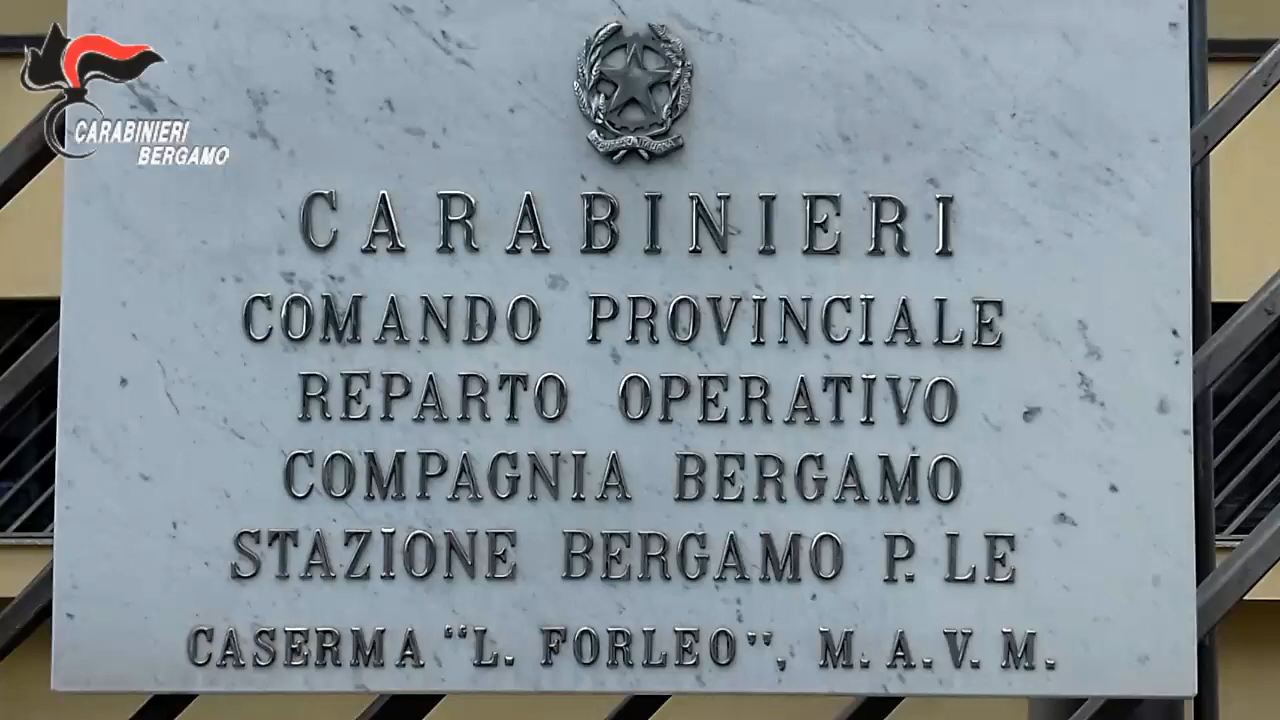 CARABINIERI
BERGAMO
CARABINIERI
COMANDO PROVINCIALE
REPARTO OPERATIVO
COMPAGNIA BERGAMO
STAZIONE BERGAMO P.LE
CASERMA "L. FORLEO", M.A.V.M.